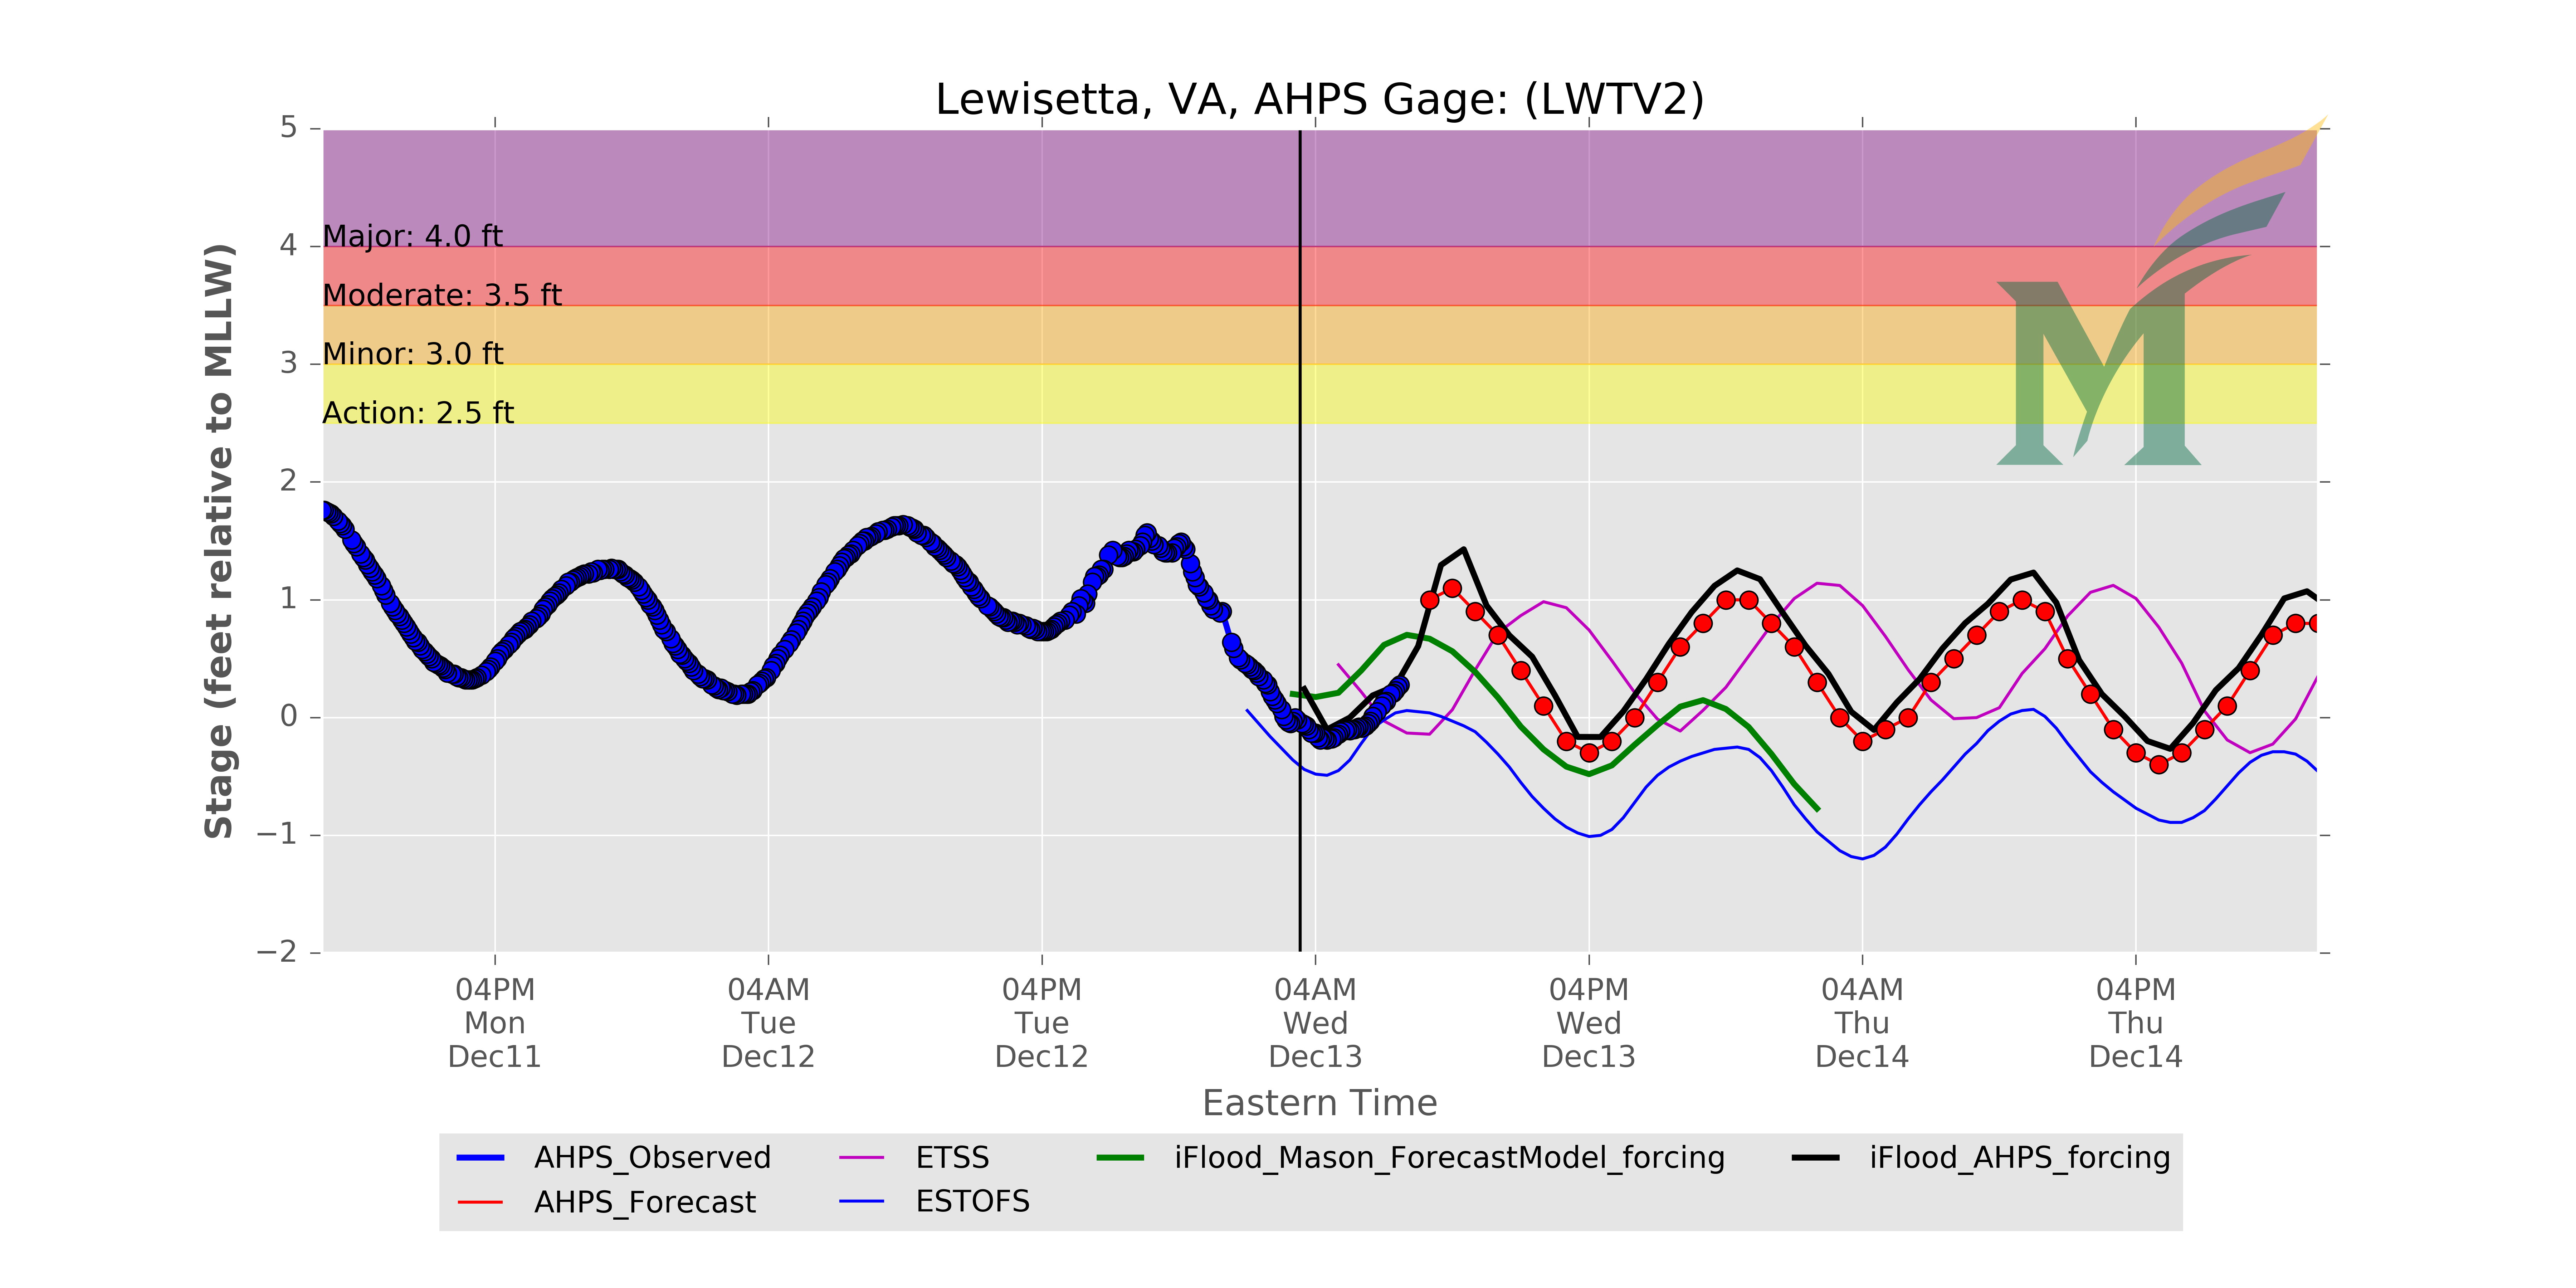 Lewisetta, VA, AHPS Gage: (LWTV2)
Stage (feet relative to MLLW)
5
4
3
2
1
0
−1
−2
Major: 4.0 ft
Moderate: 3.5 ft
Minor: 3.0 ft
Action: 2.5 ft
M
04PM Mon Dec11
04AM Tue Dec12
04PM Tue Dec12
04AM Wed Dec13
04PM Wed Dec13
04AM Thu Dec14
04PM Thu Dec14
Eastern Time
AHPS_Observed
AHPS_Forecast
ETSS
ESTOFS
iFlood_Mason_ForecastModel_forcing
iFlood_AHPS_forcing